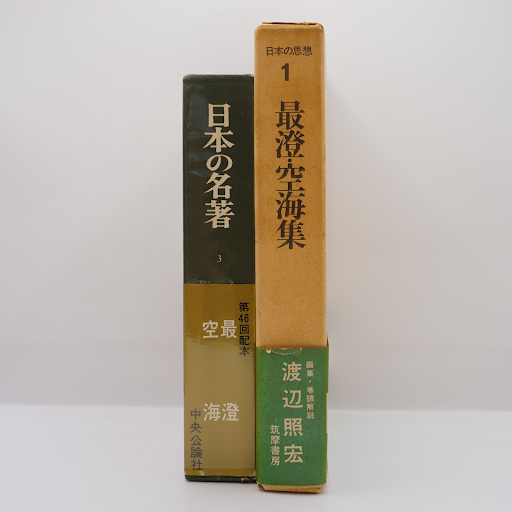 日本の名著
3
第46回配本
最澄
空海
中央公論社
日本の思想
1
最澄・空海集
編集・巻頭解説
渡辺照宏
筑摩書房